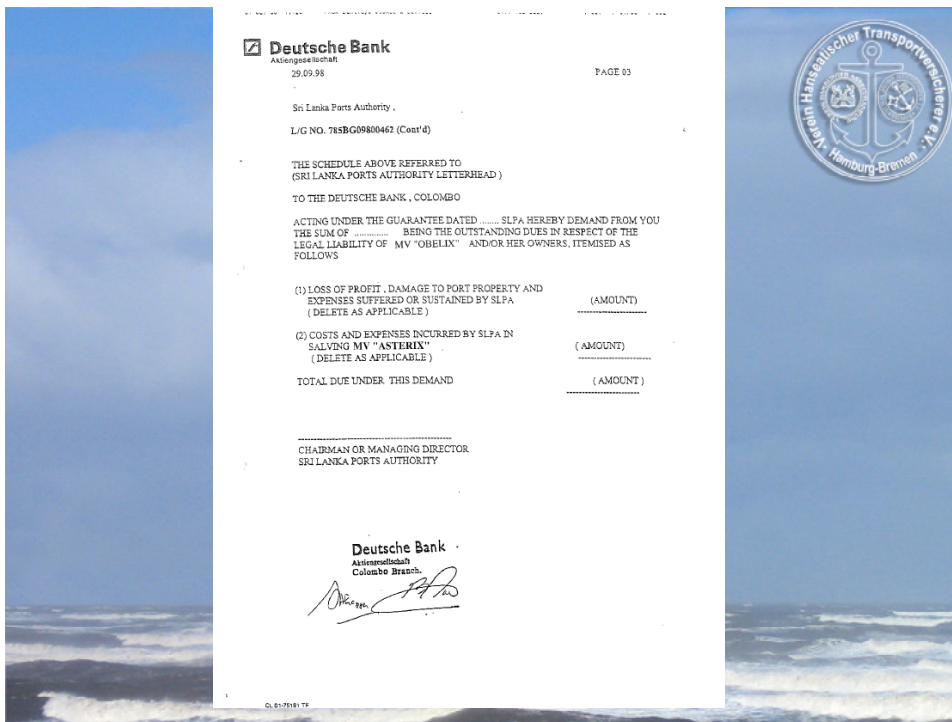 Deutsche Bank
Aktiengesellschaft
29.09.98 PAGE 03
Sri Lanka Ports Authority ,
L/G NO. 785BG09800462 (Cont'd)
THE SCHEDULE ABOVE REFERRED TO
(SRI LANKA PORTS AUTHORITY LETTERHEAD )
TO THE DEUTSCHE BANK , COLOMBO
ACTING UNDER THE GUARANTEE DATED ....... SLPA HEREBY DEMAND FROM YOU
THE SUM OF .............. BEING THE OUTSTANDING DUES IN RESPECT OF THE
LEGAL LIABILITY OF MV "OBELIX" AND/OR HER OWNERS, ITEMISED AS
FOLLOWS
(1) LOSS OF PROFIT , DAMAGE TO PORT PROPERTY AND
EXPENSES SUFFERED OR SUSTAINED BY SLPA (AMOUNT)
( DELETE AS APPLICABLE ) -----------------------
(2) COSTS AND EXPENSES INCURRED BY SLPA IN
SALVING MV "ASTERIX" ( AMOUNT)
( DELETE AS APPLICABLE ) ------------------------
TOTAL DUE UNDER THIS DEMAND ( AMOUNT )
------------------------
---------------------------------------------------
CHAIRMAN OR MANAGING DIRECTOR
SRI LANKA PORTS AUTHORITY
Deutsche Bank
Aktiengesellschaft
Colombo Branch.
CL 01-75181 TF
Verein Hanseatischer Transportversicherer e.V.
Hamburg-Bremen